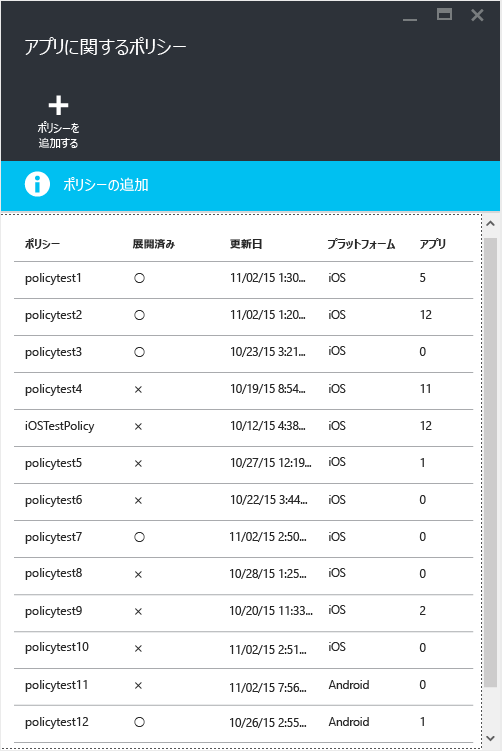 アプリに関するポリシー
ポリシーを
追加する
ポリシーの追加
ポリシー 展開済み 更新日 プラットフォーム アプリ
policytest1 〇 11/02/15 1:30... iOS 5
policytest2 〇 11/02/15 1:20... iOS 12
policytest3 〇 10/23/15 3:21... iOS 0
policytest4 × 10/19/15 8:54... iOS 11
iOSTestPolicy × 10/12/15 4:38... iOS 12
policytest5 × 10/27/15 12:19... iOS 1
policytest6 × 10/22/15 3:44... iOS 0
policytest7 〇 11/02/15 2:50... iOS 0
policytest8 × 10/28/15 1:25... iOS 0
policytest9 × 10/20/15 11:33... iOS 2
policytest10 × 11/02/15 2:51... iOS 0
policytest11 × 11/02/15 7:56... Android 0
policytest12 〇 10/26/15 2:55... Android 1